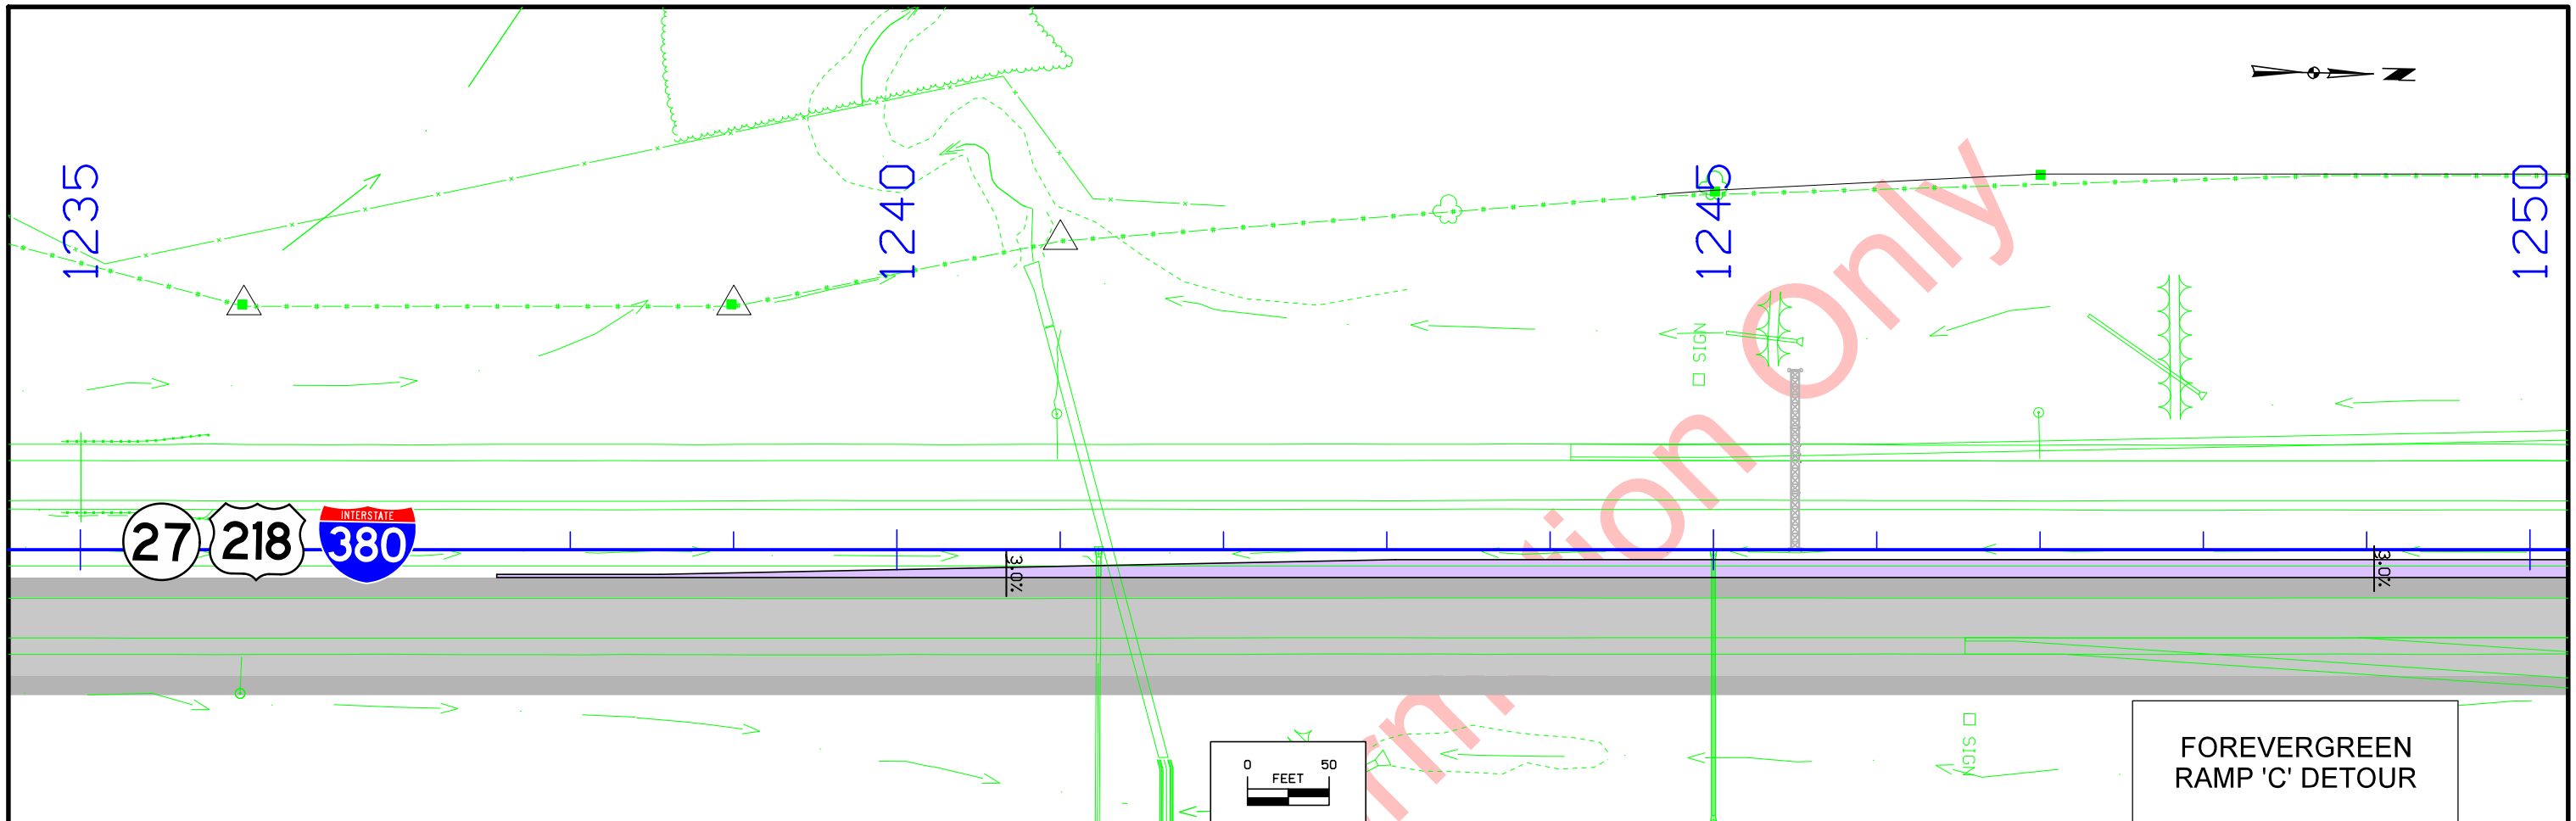 N
1235
1240
1245
1250
SIGN
27
218
INTERSTATE
380
3.0%
3.0%
SIGN
0 50
FEET
FOREVERGREEN
RAMP 'C' DETOUR
Only